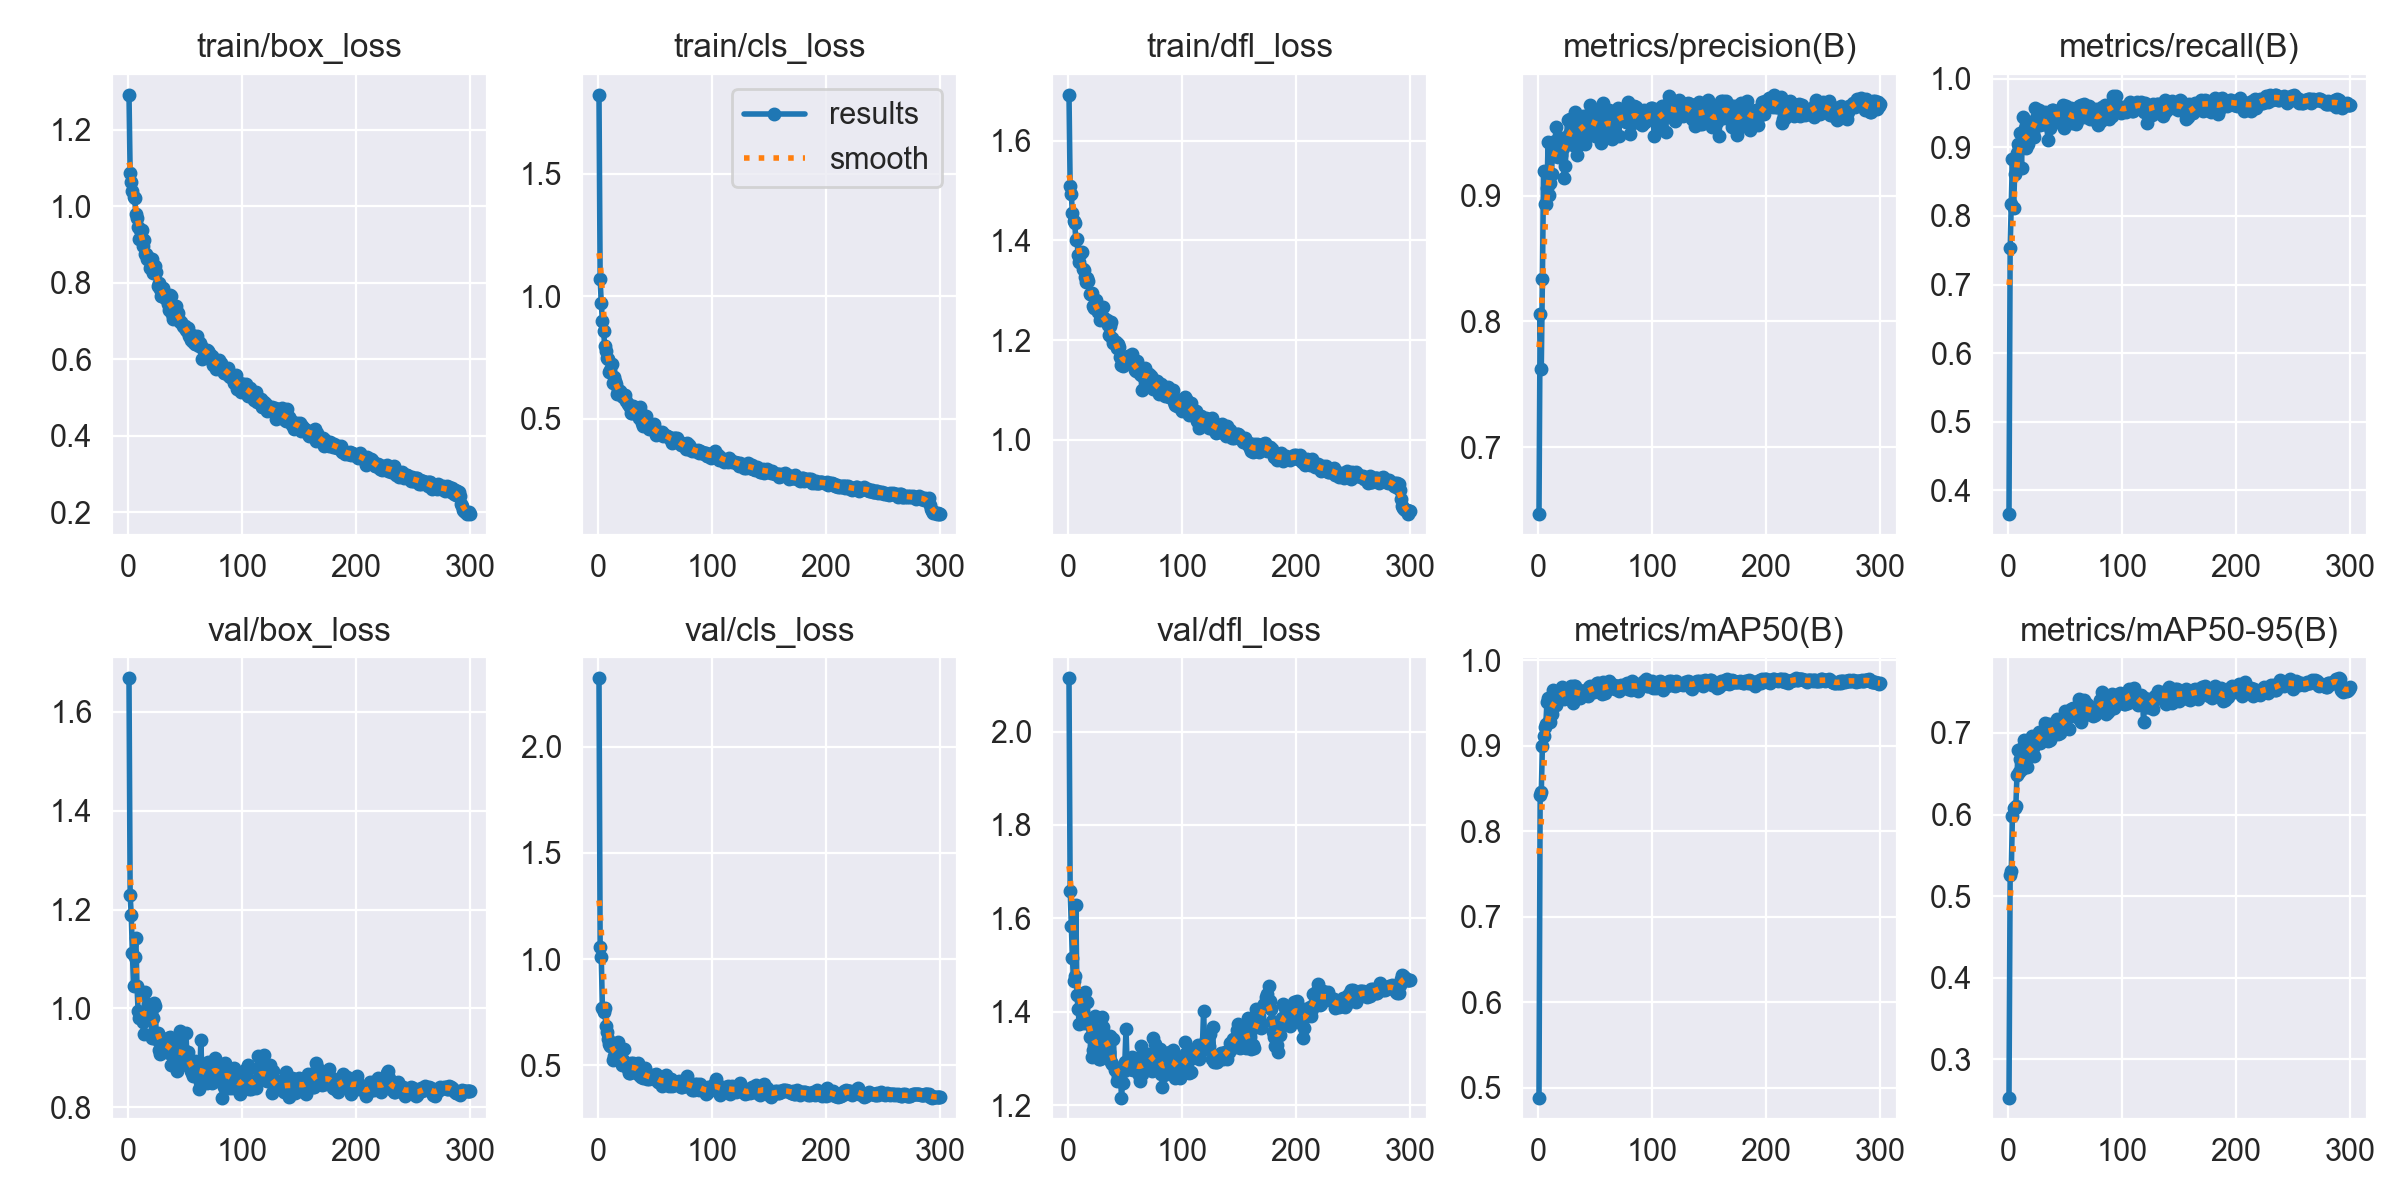 train/box_loss
1.2
1.0
0.8
0.6
0.4
0.2
0 100 200 300
train/cls_loss
results
smooth
1.5
1.0
0.5
0 100 200 300
train/dfl_loss
1.6
1.4
1.2
1.0
0 100 200 300
metrics/precision(B)
0.9
0.8
0.7
0 100 200 300
metrics/recall(B)
1.0
0.9
0.8
0.7
0.6
0.5
0.4
0 100 200 300
val/box_loss
1.6
1.4
1.2
1.0
0.8
0 100 200 300
val/cls_loss
2.0
1.5
1.0
0.5
0 100 200 300
val/dfl_loss
2.0
1.8
1.6
1.4
1.2
0 100 200 300
metrics/mAP50(B)
1.0
0.9
0.8
0.7
0.6
0.5
0 100 200 300
metrics/mAP50-95(B)
0.7
0.6
0.5
0.4
0.3
0 100 200 300